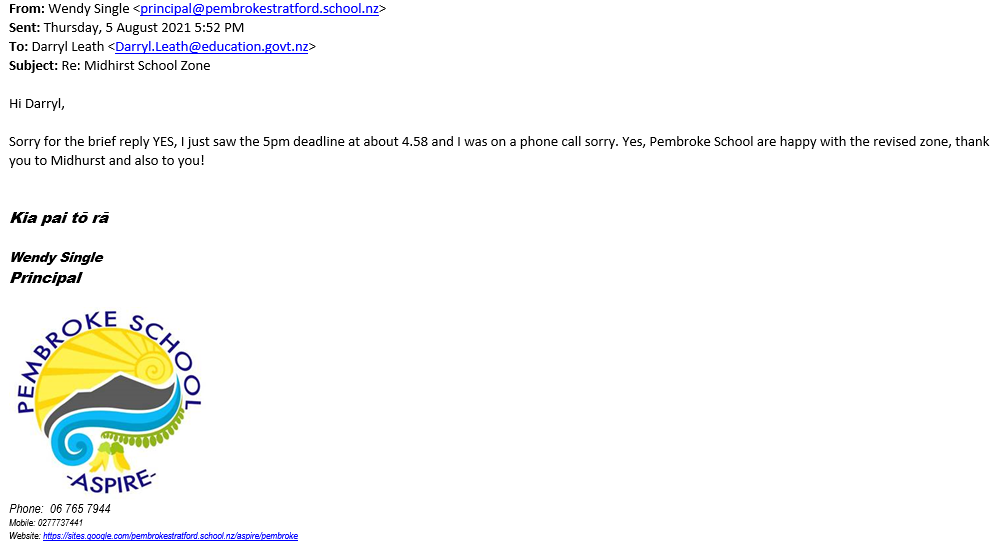 From: Wendy Single <principal@pembrokestratford.school.nz>
Sent: Thursday, 5 August 2021 5:52 PM
To: Darryl Leath <Darryl.Leath@education.govt.nz>
Subject: Re: Midhirst School Zone
Hi Darryl,
Sorry for the brief reply YES, I just saw the 5pm deadline at about 4.58 and I was on a phone call sorry. Yes, Pembroke School are happy with the revised zone, thank
you to Midhurst and also to you!
Kia pai tō rā
Wendy Single
Principal
PEMBROKE SCHOOL
-ASPIRE-
Phone: 06 765 7944
Mobile: 0277737441
Website: https://sites.google.com/pembrokestratford.school.nz/aspire/pembroke